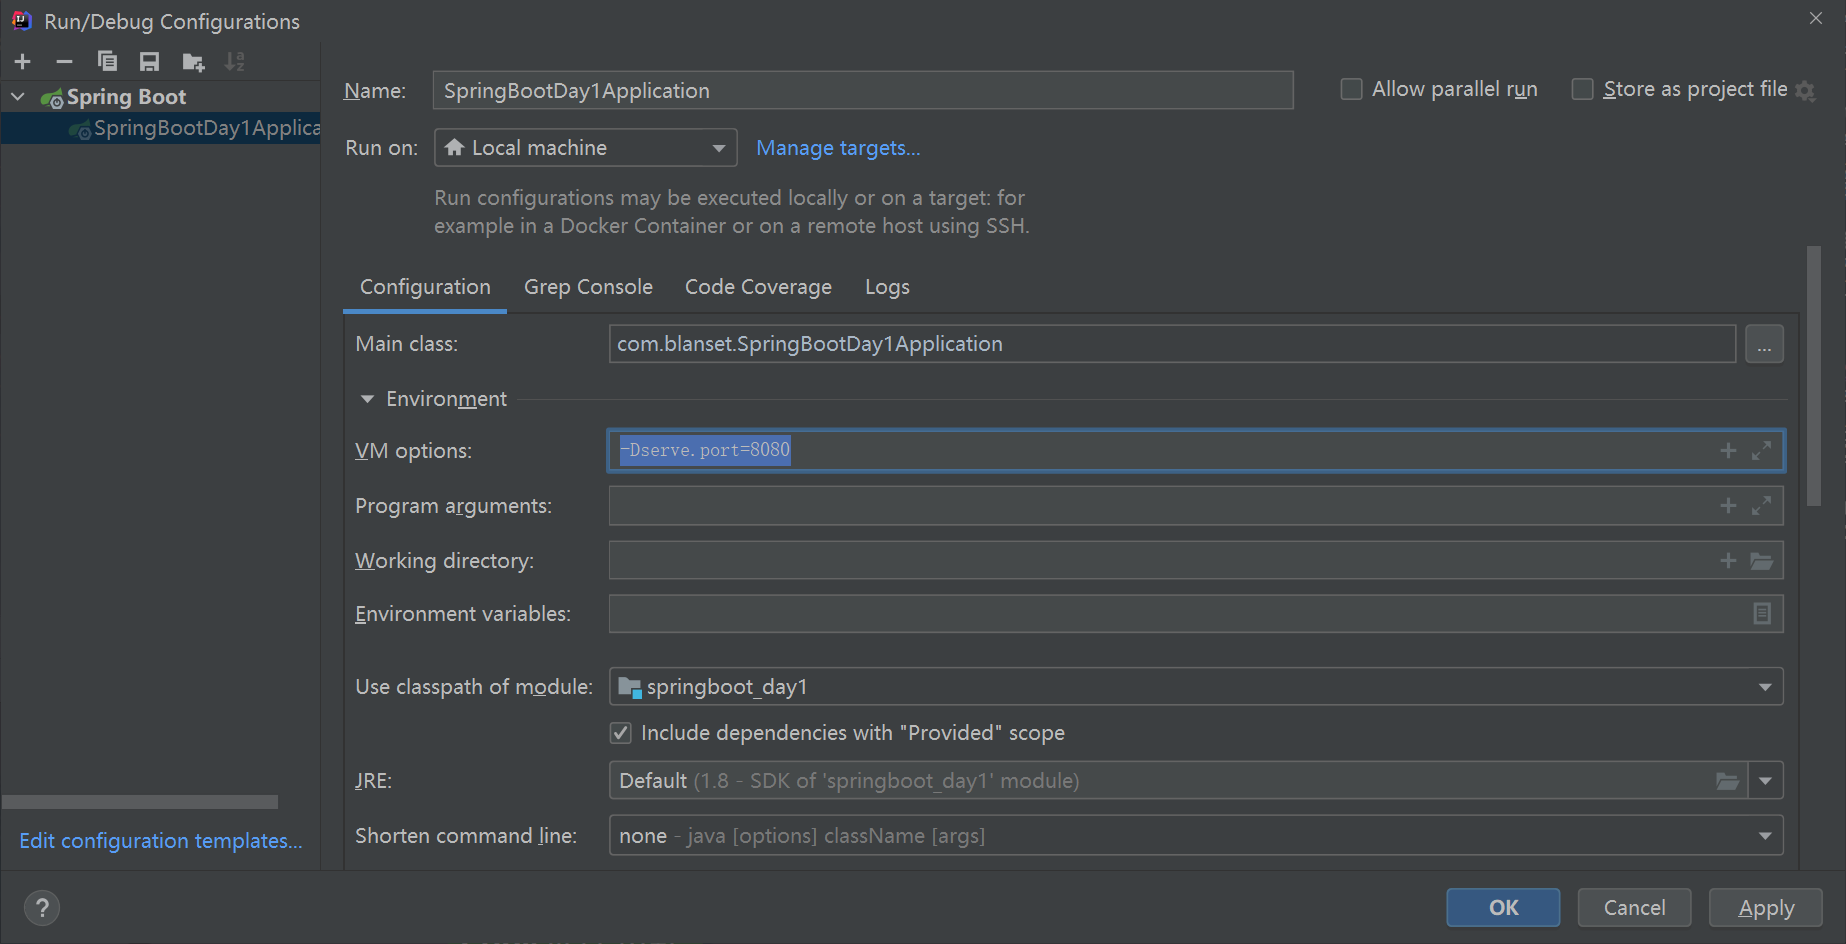 Run/Debug Configurations
Spring Boot
SpringBootDay1Applica
Name: SpringBootDay1Application Allow parallel run Store as project file
Run on: Local machine Manage targets...
Run configurations may be executed locally or on a target: for
example in a Docker Container or on a remote host using SSH.
Configuration Grep Console Code Coverage Logs
Main class: com.blanset.SpringBootDay1Application ...
Environment
VM options: -Dserve.port=8080
Program arguments:
Working directory:
Environment variables:
Use classpath of module: springboot_day1
Include dependencies with "Provided" scope
JRE: Default (1.8 - SDK of 'springboot_day1' module)
Shorten command line: none - java [options] className [args]
Edit configuration templates...
? OK Cancel Apply